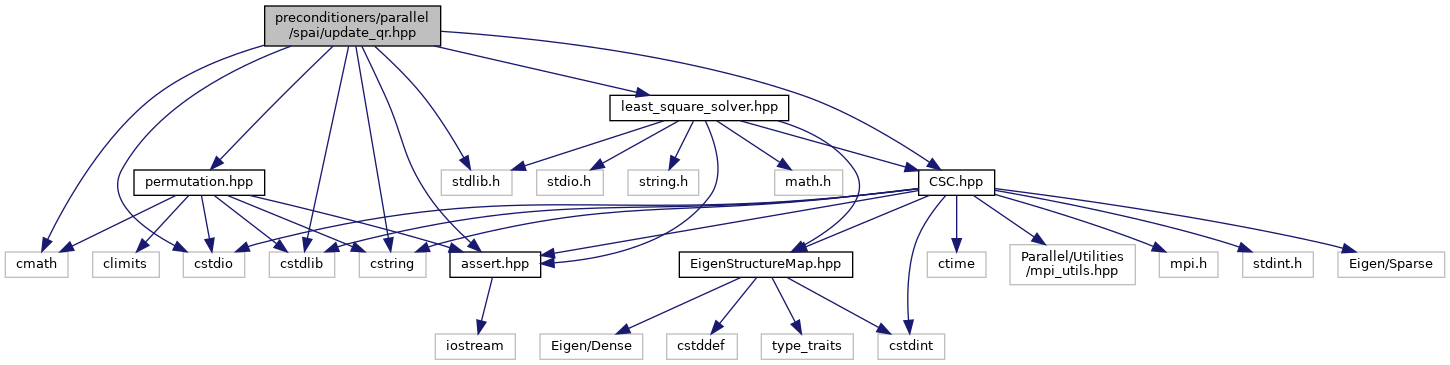 preconditioners/parallel
/spai/update_qr.hpp
least_square_solver.hpp
permutation.hpp
stdlib.h
stdio.h
string.h
math.h
CSC.hpp
cmath
climits
cstdio
cstdlib
cstring
assert.hpp
EigenStructureMap.hpp
ctime
Parallel/Utilities
/mpi_utils.hpp
mpi.h
stdint.h
Eigen/Sparse
iostream
Eigen/Dense
cstddef
type_traits
cstdint